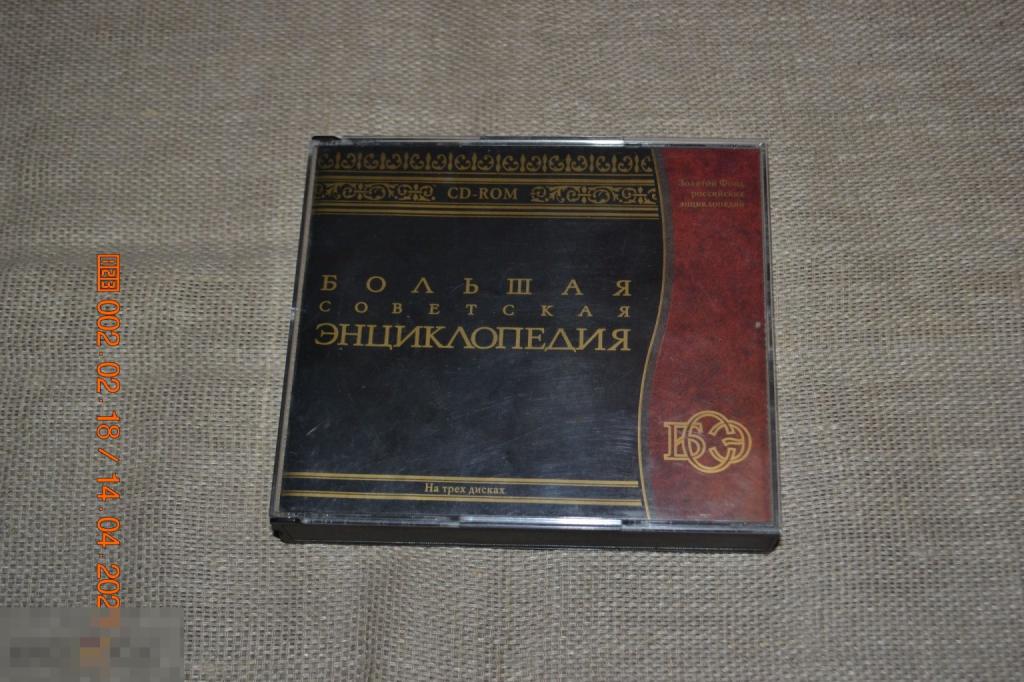 CD-ROM
Золотой Фонд
российских
энциклопедий
БОЛЬШАЯ
СОВЕТСКАЯ
ЭНЦИКЛОПЕДИЯ
БСЭ
На трех дисках
002.02.18/14.04.202